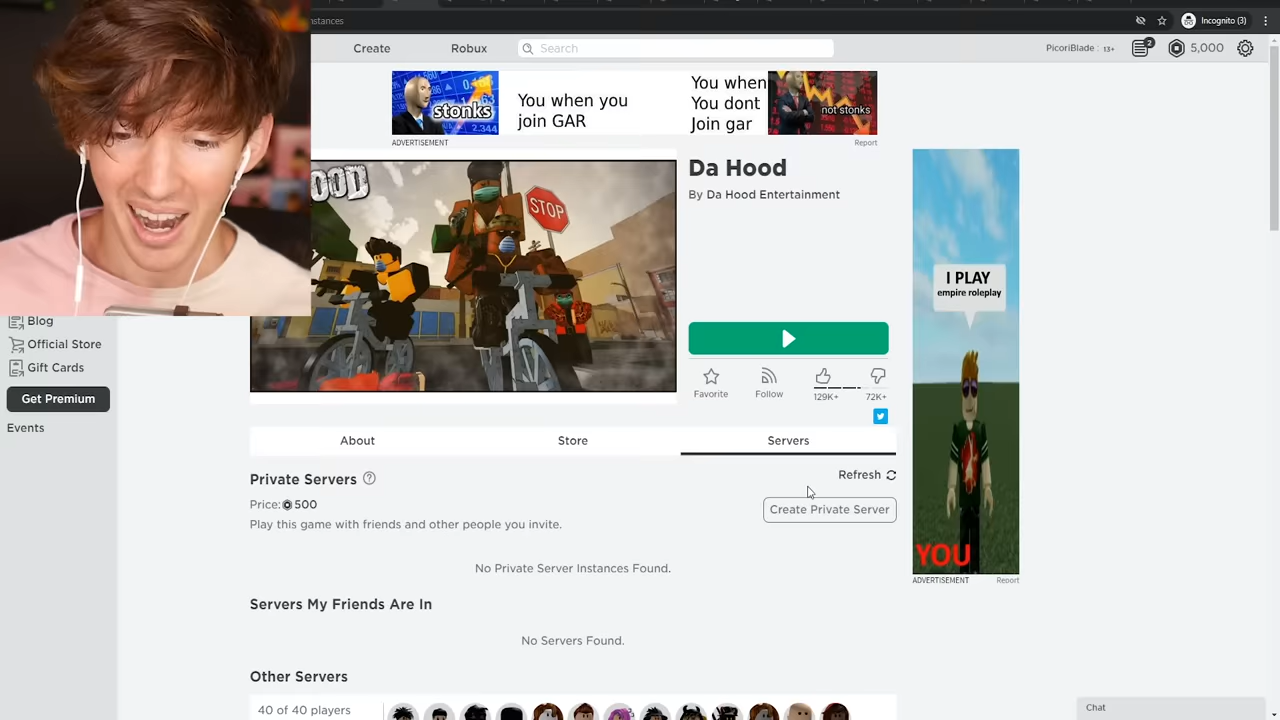 nstances
Incognito (3)
Create
Robux
Search
PicoriBlade : 13+
2
5,000
stonks
You when you
join GAR
You when
You dont
Join gar
not stonks
ADVERTISEMENT
Report
OOD
STOP
Da Hood
By Da Hood Entertainment
I PLAY
empire roleplay
YOU
ADVERTISEMENT
Report
Blog
Official Store
Gift Cards
Get Premium
Events
Favorite
Follow
129K+
72K+
About
Store
Servers
Private Servers
Refresh
Price: 500
Create Private Server
Play this game with friends and other people you invite.
No Private Server Instances Found.
Servers My Friends Are In
No Servers Found.
Other Servers
40 of 40 players
Chat